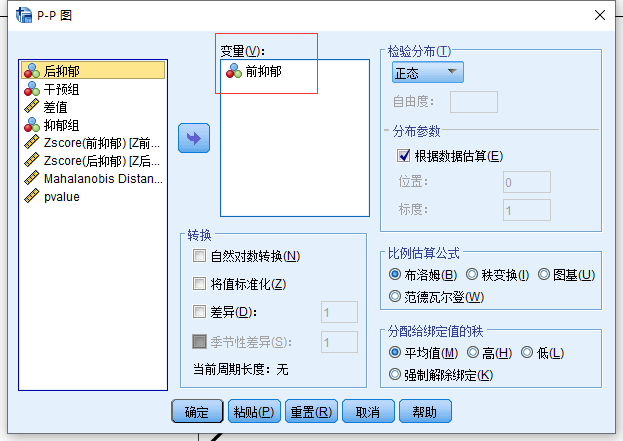 P-P 图
后抑郁
干预组
差值
抑郁组
Zscore(前抑郁) [Z前...
Zscore(后抑郁) [Z后...
Mahalanobis Distan...
pvalue
变量(V):
前抑郁
转换
自然对数转换(N)
将值标准化(Z)
差异(D): 1
季节性差异(S): 1
当前周期长度: 无
检验分布(T)
正态
自由度:
分布参数
根据数据估算(E)
位置: 0
标度: 1
比例估算公式
布洛姆(B) 秩变换(I) 图基(U)
范德瓦尔登(W)
分配给绑定值的秩
平均值(M) 高(H) 低(L)
强制解除绑定(K)
确定 粘贴(P) 重置(R) 取消 帮助